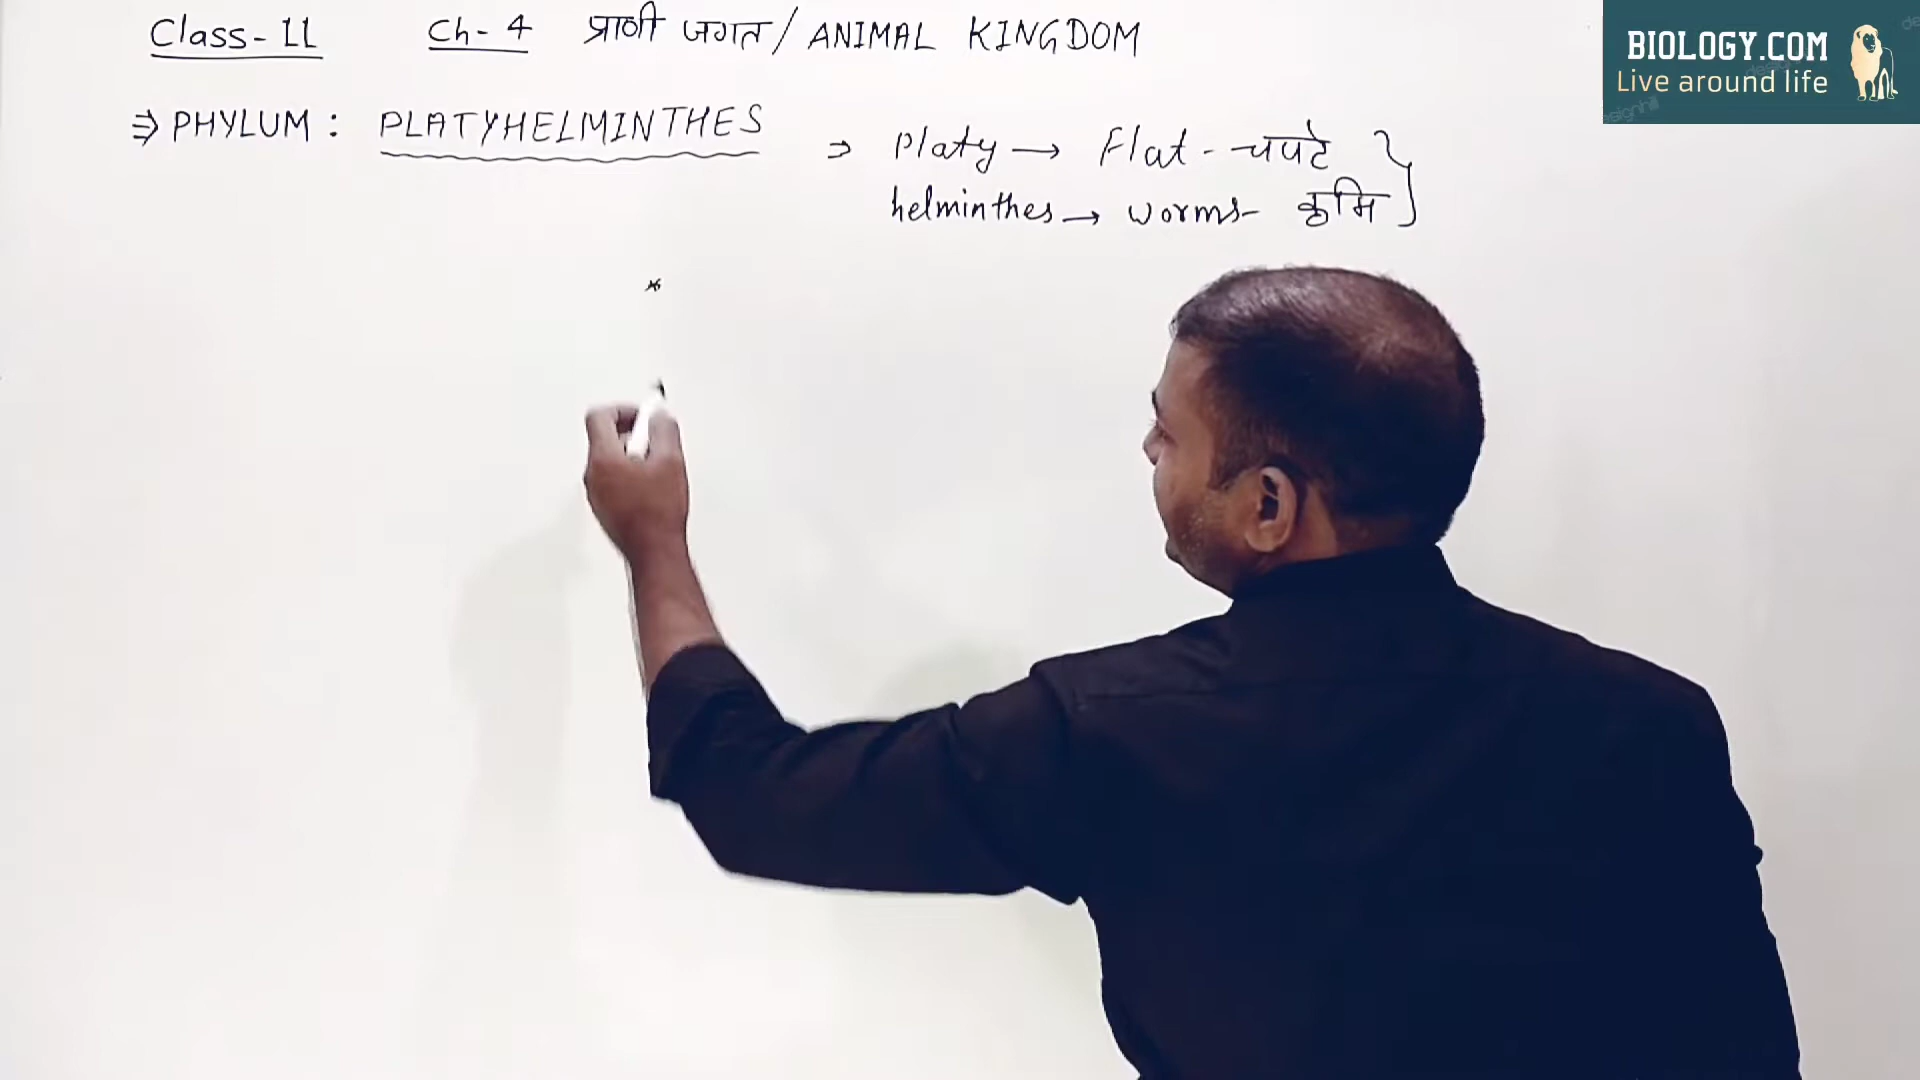 Class-11 Ch-4 प्राणी जगत / ANIMAL KINGDOM
⇒ PHYLUM : PLATYHELMINTHES
⇒ Platy → Flat - चपटे
helminthes → worms - कृमि
*
BIOLOGY.COM
Live around life